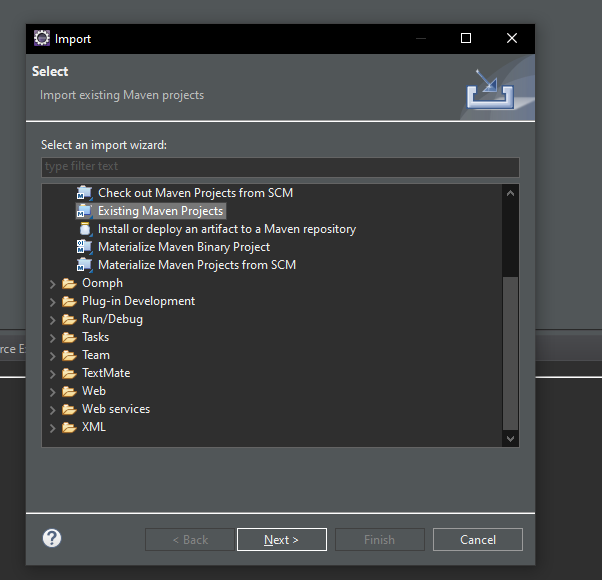 Import
Select
Import existing Maven projects
Select an import wizard:
type filter text
Check out Maven Projects from SCM
Existing Maven Projects
Install or deploy an artifact to a Maven repository
Materialize Maven Binary Project
Materialize Maven Projects from SCM
Oomph
Plug-in Development
Run/Debug
Tasks
Team
TextMate
Web
Web services
XML
rce E
< Back
Next >
Finish
Cancel